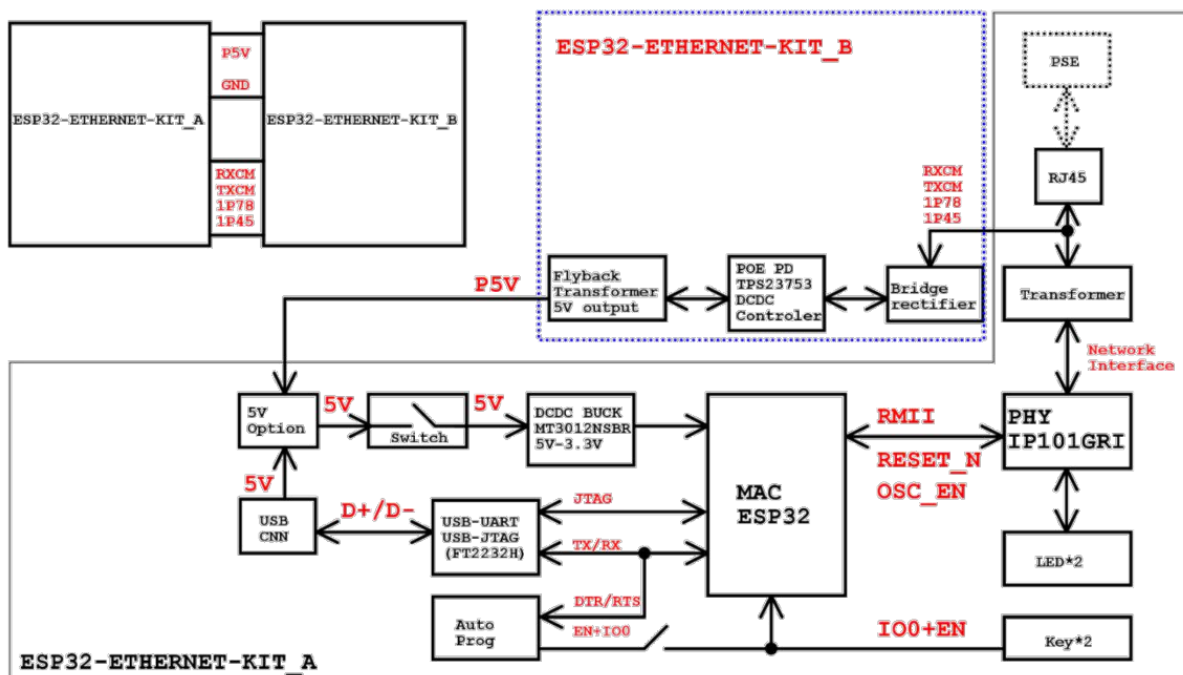 P5V
GND
ESP32-ETHERNET-KIT_A
ESP32-ETHERNET-KIT_B
RXCM
TXCM
1P78
1P45
ESP32-ETHERNET-KIT_B
PSE
RJ45
RXCM
TXCM
1P78
1P45
P5V
Flyback
Transformer
5V output
POE PD
TPS23753
DCDC
Controler
Bridge
rectifier
Transformer
Network
Interface
5V
Option
5V
Switch
5V
DCDC BUCK
MT3012NSBR
5V-3.3V
MAC
ESP32
RMII
RESET_N
OSC_EN
PHY
IP101GRI
5V
USB
CNN
D+/D-
USB-UART
USB-JTAG
(FT2232H)
JTAG
TX/RX
LED*2
DTR/RTS
Auto
Prog
EN+IO0
IO0+EN
Key*2
ESP32-ETHERNET-KIT_A